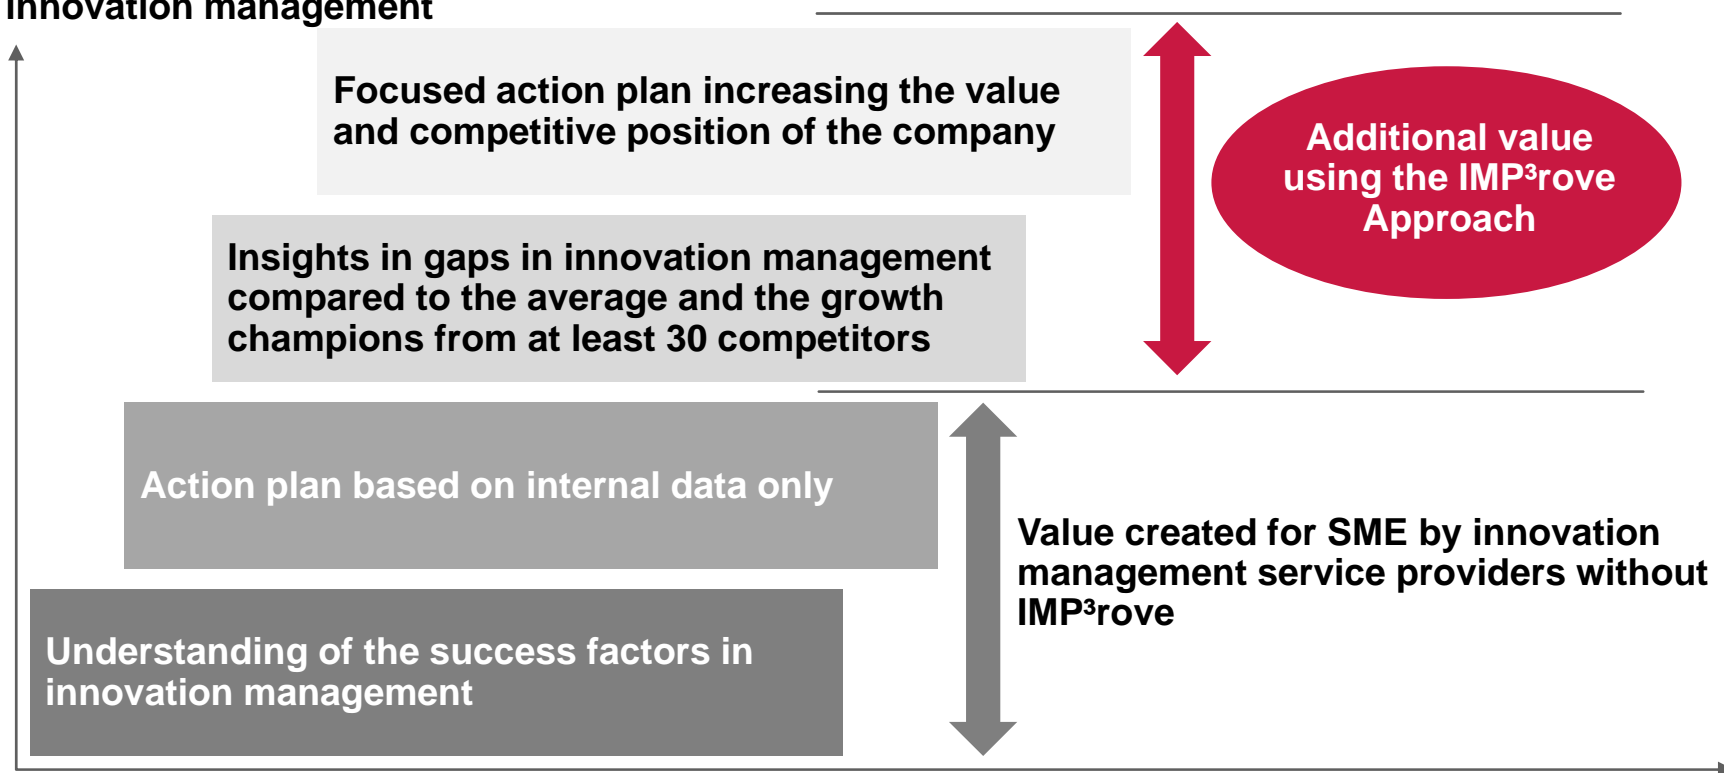 innovation management
Focused action plan increasing the value
and competitive position of the company
Additional value
using the IMP³rove
Approach
Insights in gaps in innovation management
compared to the average and the growth
champions from at least 30 competitors
Action plan based on internal data only
Value created for SME by innovation
management service providers without
IMP³rove
Understanding of the success factors in
innovation management